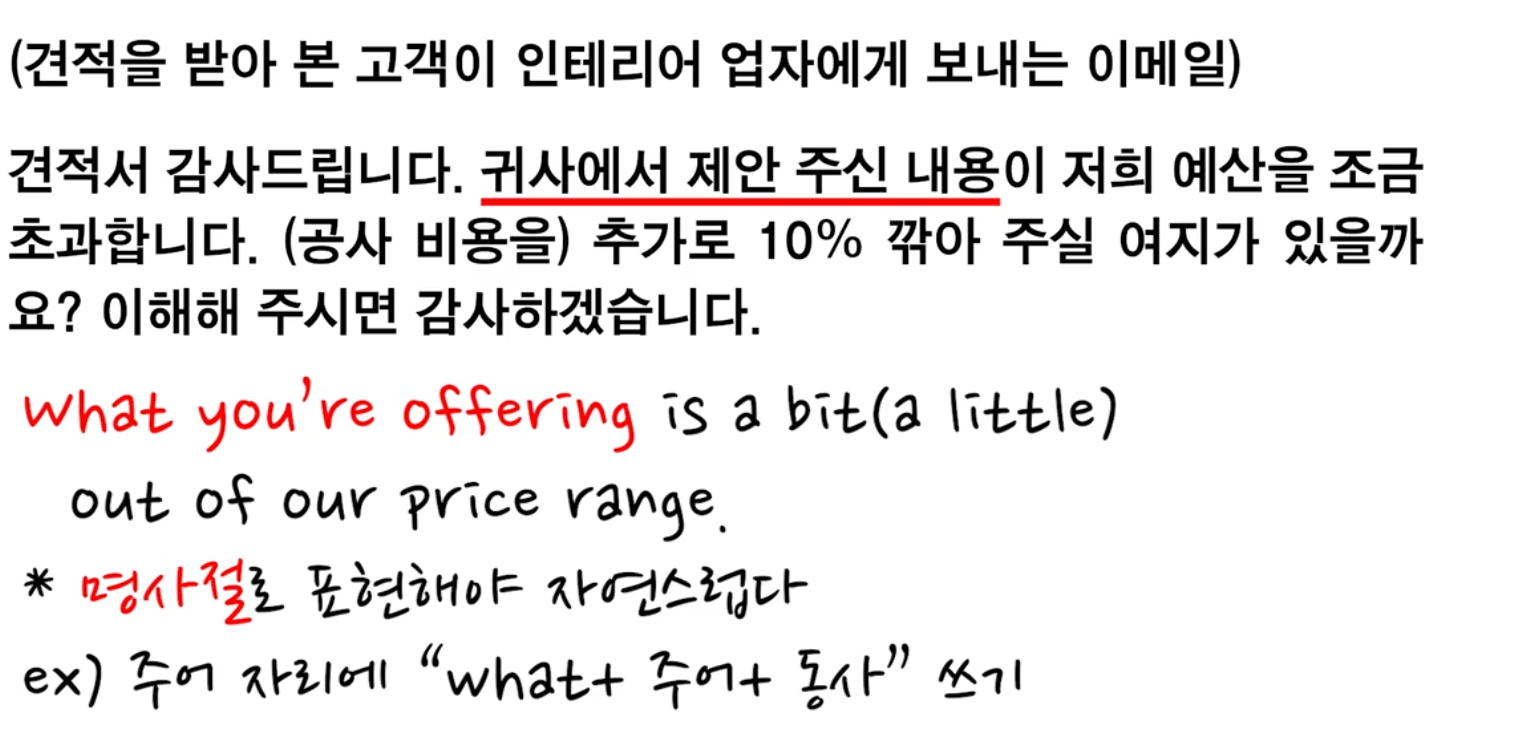 (견적을 받아 본 고객이 인테리어 업자에게 보내는 이메일)
견적서 감사드립니다. 귀사에서 제안 주신 내용이 저희 예산을 조금
초과합니다. (공사 비용을) 추가로 10% 깎아 주실 여지가 있을까
요? 이해해 주시면 감사하겠습니다.
what you're offering is a bit(a little)
out of our price range.
* 명사절로 표현해야 자연스럽다
ex) 주어 자리에 “what+ 주어+ 동사” 쓰기